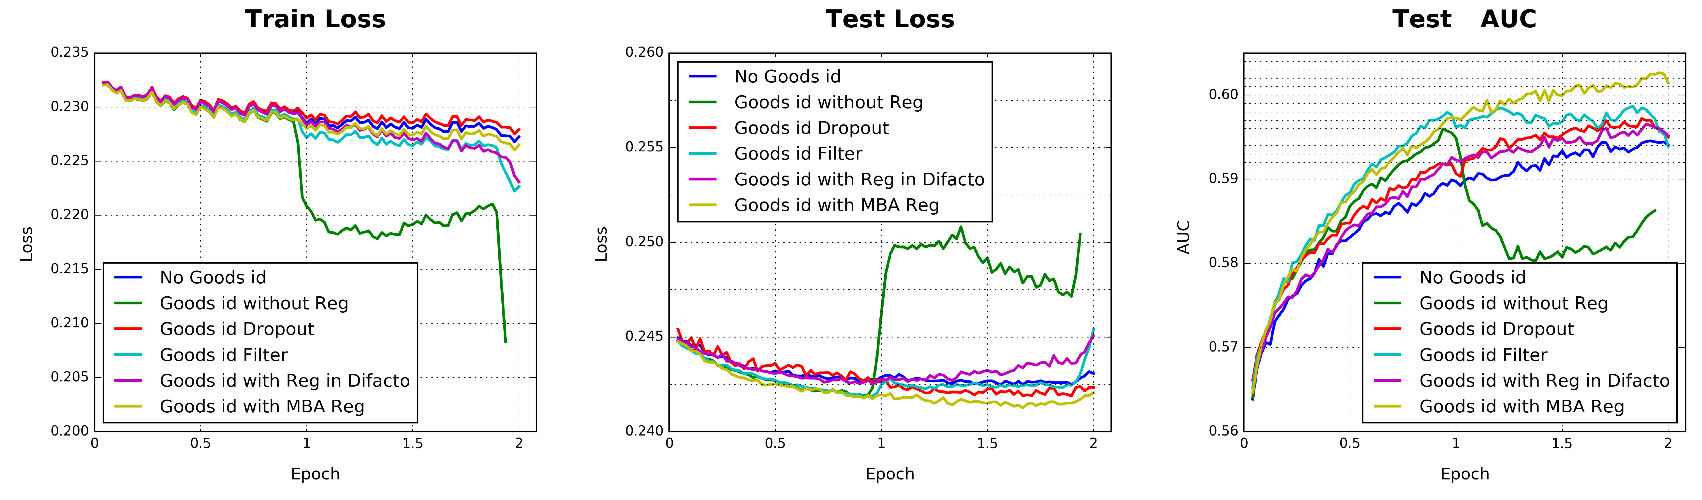 Train Loss
0.235
0.230
0.225
0.220
0.215
0.210
0.205
0.200
Loss
No Goods id
Goods id without Reg
Goods id Dropout
Goods id Filter
Goods id with Reg in Difacto
Goods id with MBA Reg
0 0.5 1 1.5 2
Epoch
Test Loss
0.260
0.255
0.250
0.245
0.240
Loss
No Goods id
Goods id without Reg
Goods id Dropout
Goods id Filter
Goods id with Reg in Difacto
Goods id with MBA Reg
0 0.5 1 1.5 2
Epoch
Test AUC
0.60
0.59
0.58
0.57
0.56
AUC
No Goods id
Goods id without Reg
Goods id Dropout
Goods id Filter
Goods id with Reg in Difacto
Goods id with MBA Reg
0 0.5 1 1.5 2
Epoch